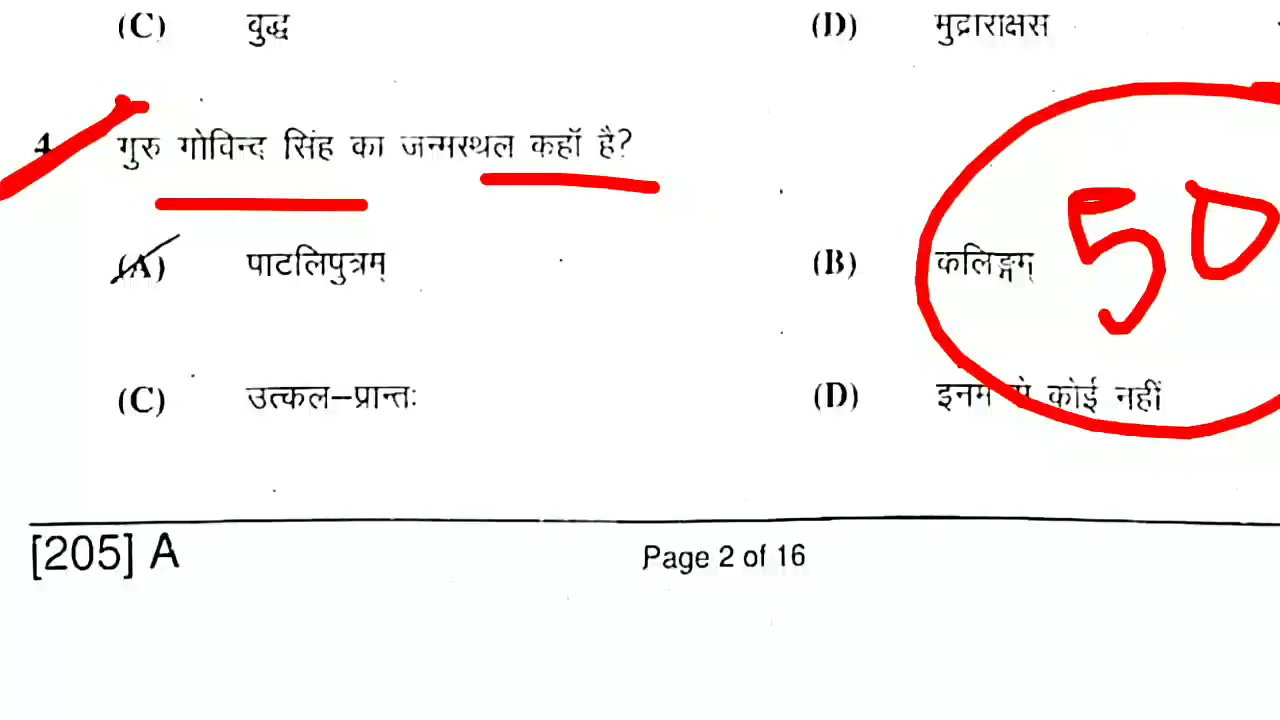 (C) वुद्ध (D) मुद्राराक्षस
4 गुरु गोविन्द सिंह का जन्मस्थल कहाँ है?
(A) पाटलिपुत्रम् (B) कलिङ्गम्
50
(C) उत्कल-प्रान्तः (D) इनमें से कोई नहीं
[205] A Page 2 of 16